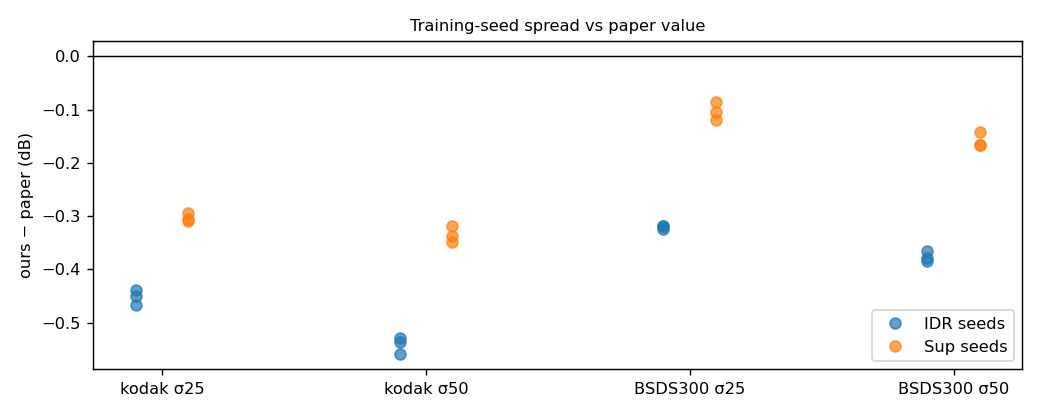 Training-seed spread vs paper value
ours − paper (dB)
0.0
−0.1
−0.2
−0.3
−0.4
−0.5
kodak σ25
kodak σ50
BSDS300 σ25
BSDS300 σ50
IDR seeds
Sup seeds